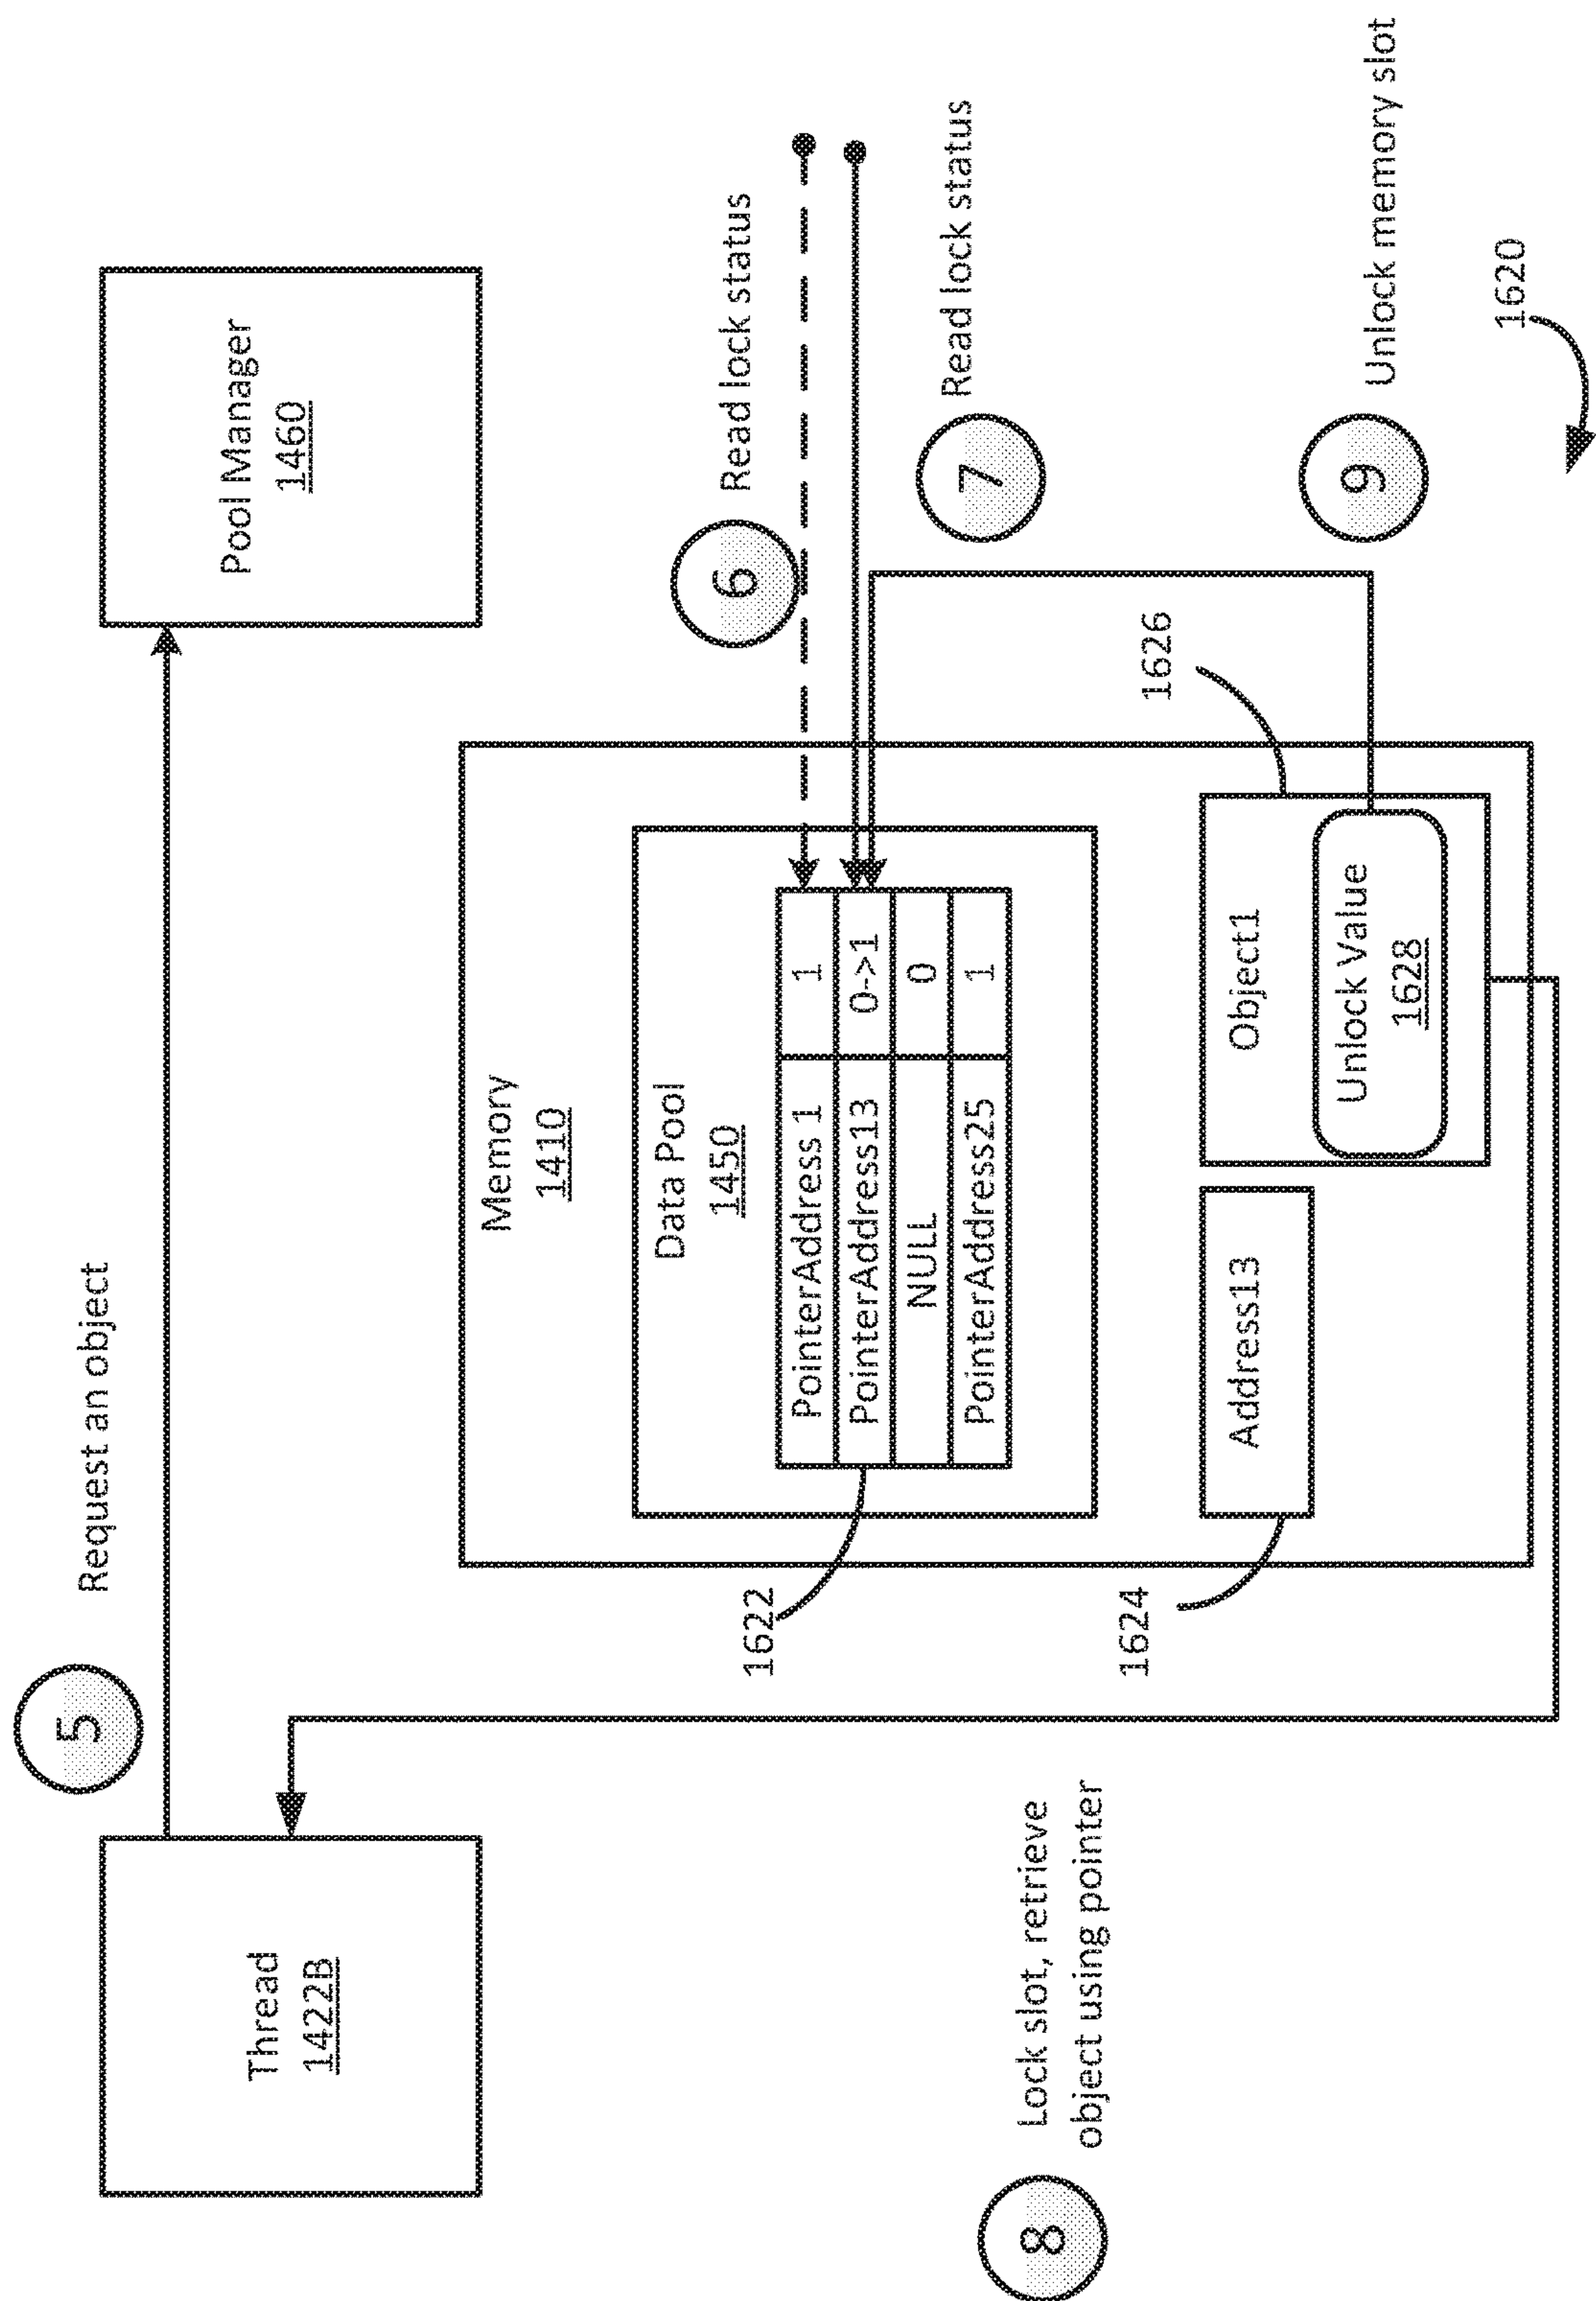 5
Request an object
Thread
1422B
Pool Manager
1460
Memory
1410
Data Pool
1450
6
Read lock status
1622
PointerAddress 1
1
PointerAddress13
0->1
NULL
0
PointerAddress25
1
7
Read lock status
8
Lock slot, retrieve
object using pointer
1624
Address13
1626
Object1
Unlock Value
1628
9
Unlock memory slot
1620